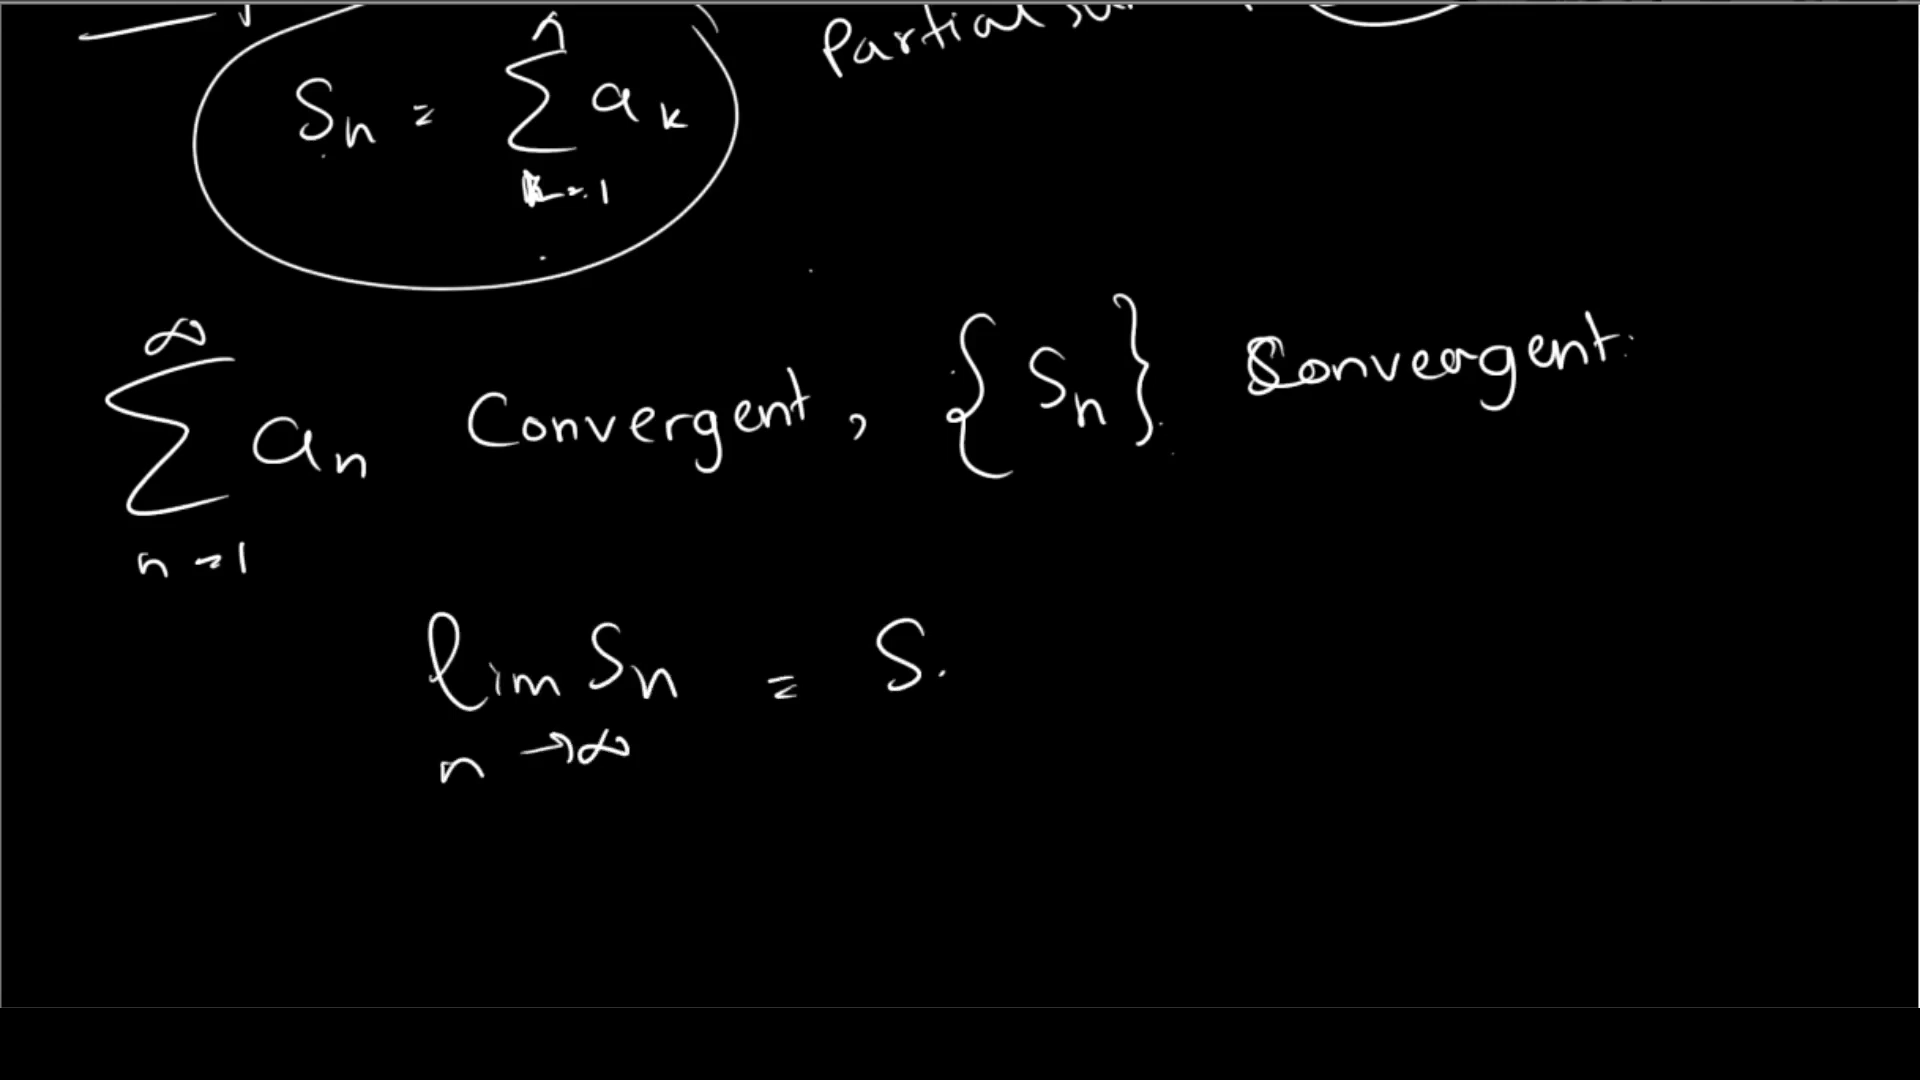 Sn = n∑k=1 ak Partial
∞∑n=1 an Convergent, {Sn} Convergent.
lim n→∞ Sn = S.